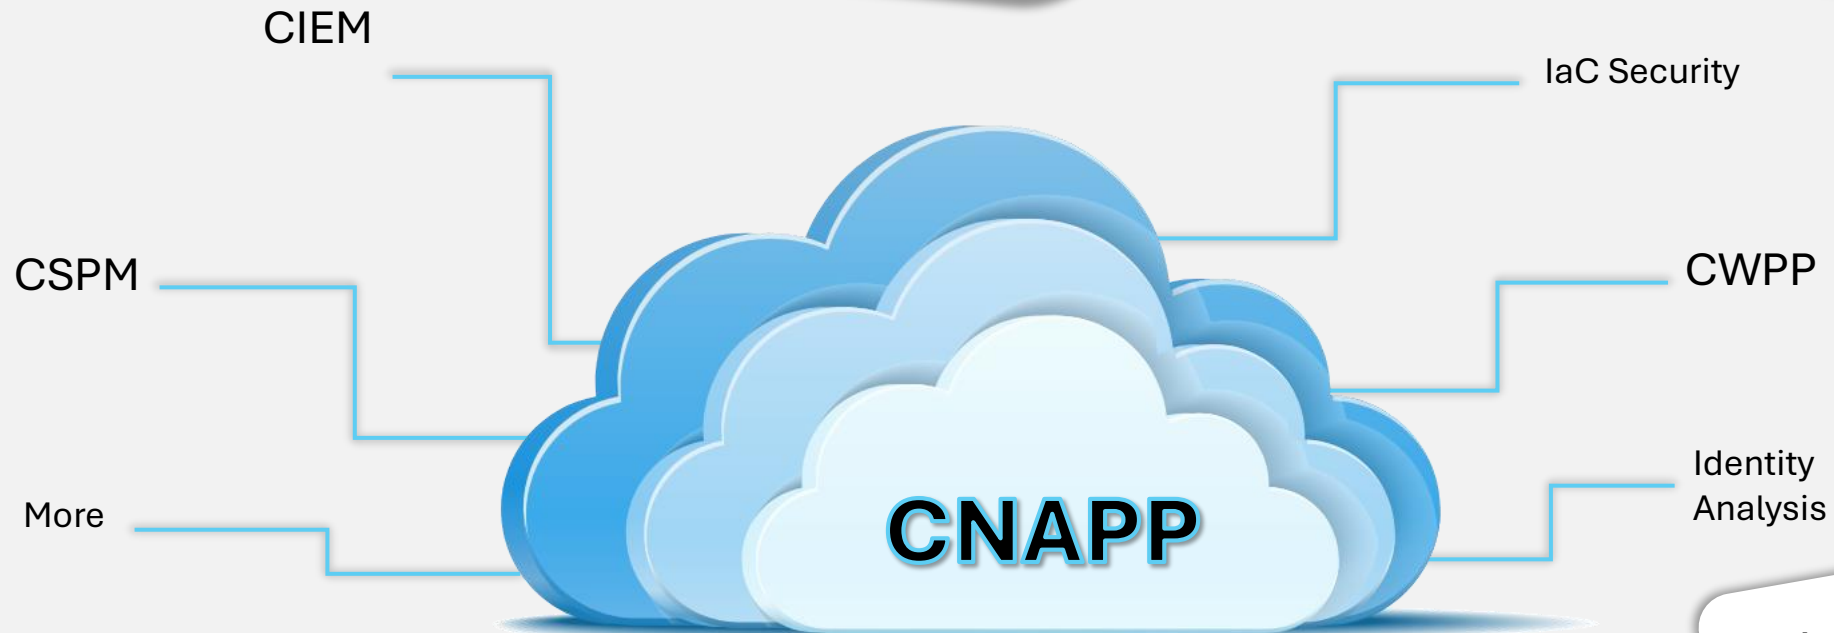 CIEM
IaC Security
CSPM
CWPP
More
Identity
Analysis
CNAPP